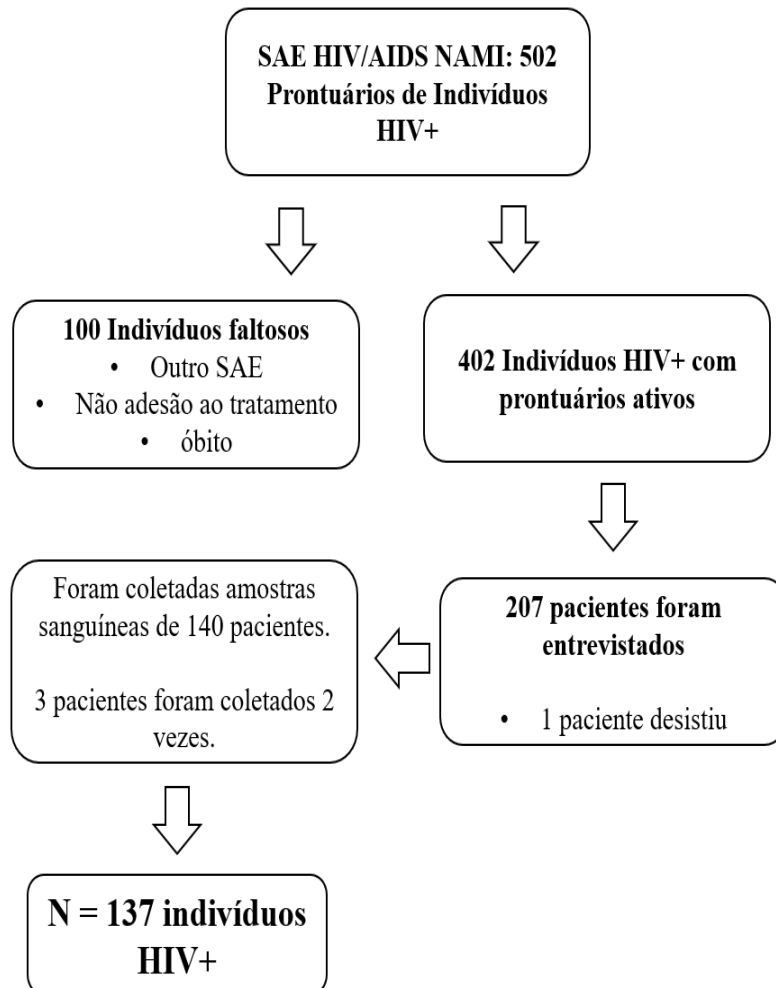 SAE HIV/AIDS NAMI: 502
Prontuários de Indivíduos
HIV+
100 Indivíduos faltosos
• Outro SAE
• Não adesão ao tratamento
• óbito
402 Indivíduos HIV+ com
prontuários ativos
207 pacientes foram
entrevistados
• 1 paciente desistiu
Foram coletadas amostras
sanguíneas de 140 pacientes.
3 pacientes foram coletados 2
vezes.
N = 137 indivíduos
HIV+